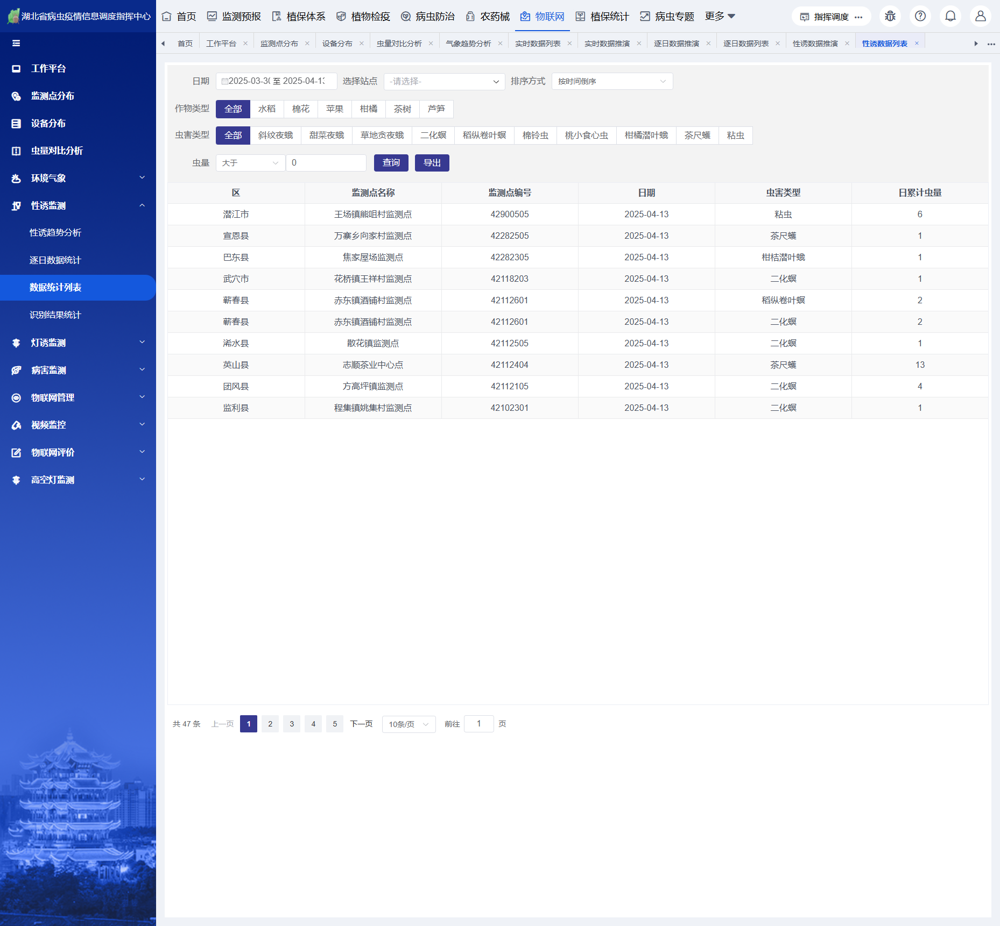 湖北省病虫疫情信息调度指挥中心
首页 监测预报 植保体系 植物检疫 病虫防治 农药械 物联网 植保统计 病虫专题 更多 指挥调度
首页 工作平台 监测点分布 设备分布 虫量对比分析 气象趋势分析 实时数据列表 实时数据推演 逐日数据推演 逐日数据列表 性诱数据推演 性诱数据列表
工作平台
监测点分布
设备分布
虫量对比分析
环境气象
性诱监测
性诱趋势分析
逐日数据统计
数据统计列表
识别结果统计
灯诱监测
病害监测
物联网管理
视频监控
物联网评价
高空灯监测
日期 2025-03-30 至 2025-04-13 选择站点 -请选择- 排序方式 按时间倒序
作物类型 全部 水稻 棉花 苹果 柑橘 茶树 芦笋
虫害类型 全部 斜纹夜蛾 甜菜夜蛾 草地贪夜蛾 二化螟 稻纵卷叶螟 棉铃虫 桃小食心虫 柑橘潜叶蛾 茶尺蠖 粘虫
虫量 大于 0 查询 导出
区 监测点名称 监测点编号 日期 虫害类型 日累计虫量
潜江市 王场镇熊咀村监测点 42900505 2025-04-13 粘虫 6
宣恩县 万寨乡向家村监测点 42282505 2025-04-13 茶尺蠖 1
巴东县 焦家屋场监测点 42282305 2025-04-13 柑桔潜叶蛾 1
武穴市 花桥镇王祥村监测点 42118203 2025-04-13 二化螟 1
蕲春县 赤东镇酒铺村监测点 42112601 2025-04-13 稻纵卷叶螟 2
蕲春县 赤东镇酒铺村监测点 42112601 2025-04-13 二化螟 2
浠水县 散花镇监测点 42112505 2025-04-13 二化螟 1
英山县 志顺茶业中心点 42112404 2025-04-13 茶尺蠖 13
团风县 方高坪镇监测点 42112105 2025-04-13 二化螟 4
监利县 程集镇姚集村监测点 42102301 2025-04-13 二化螟 1
共 47 条 上一页 1 2 3 4 5 下一页 10条/页 前往 1 页